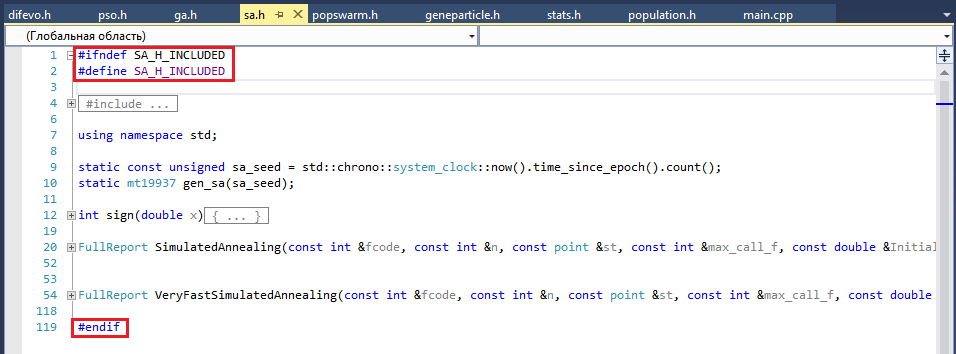 difevo.h pso.h ga.h sa.h popswarm.h geneparticle.h stats.h population.h main.cpp
(Глобальная область)
1 #ifndef SA_H_INCLUDED
2 #define SA_H_INCLUDED
3
4 #include ...
6
7 using namespace std;
8
9 static const unsigned sa_seed = std::chrono::system_clock::now().time_since_epoch().count();
10 static mt19937 gen_sa(sa_seed);
11
12 int sign(double x){ ... }
19
20 FullReport SimulatedAnnealing(const int &fcode, const int &n, const point &st, const int &max_call_f, const double &Initial
52
53
54 FullReport VeryFastSimulatedAnnealing(const int &fcode, const int &n, const point &st, const int &max_call_f, const double
118
119 #endif